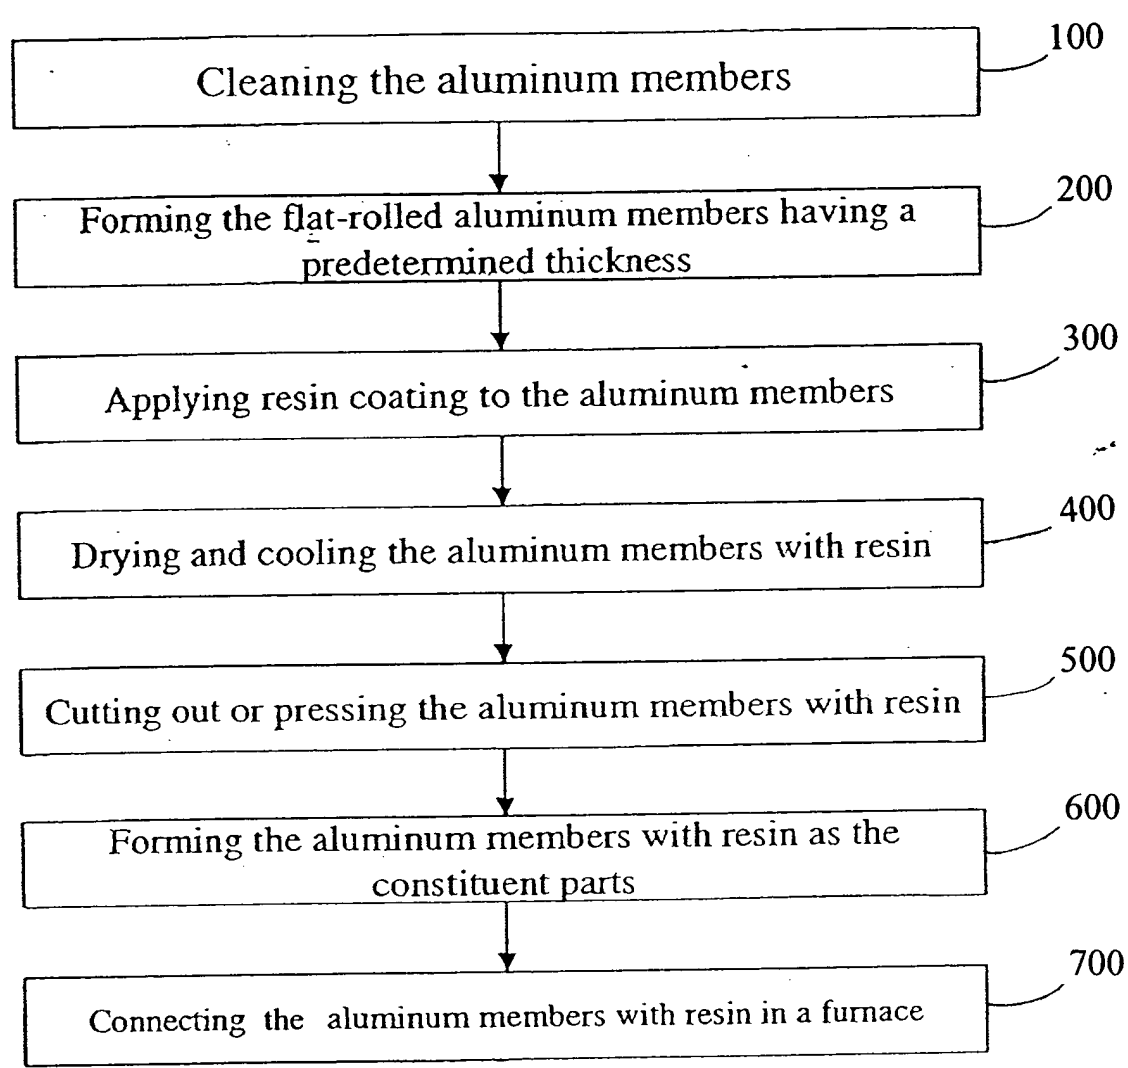 100
Cleaning the aluminum members
200
Forming the flat-rolled aluminum members having a
predetermined thickness
300
Applying resin coating to the aluminum members
400
Drying and cooling the aluminum members with resin
500
Cutting out or pressing the aluminum members with resin
600
Forming the aluminum members with resin as the
constituent parts
700
Connecting the aluminum members with resin in a furnace